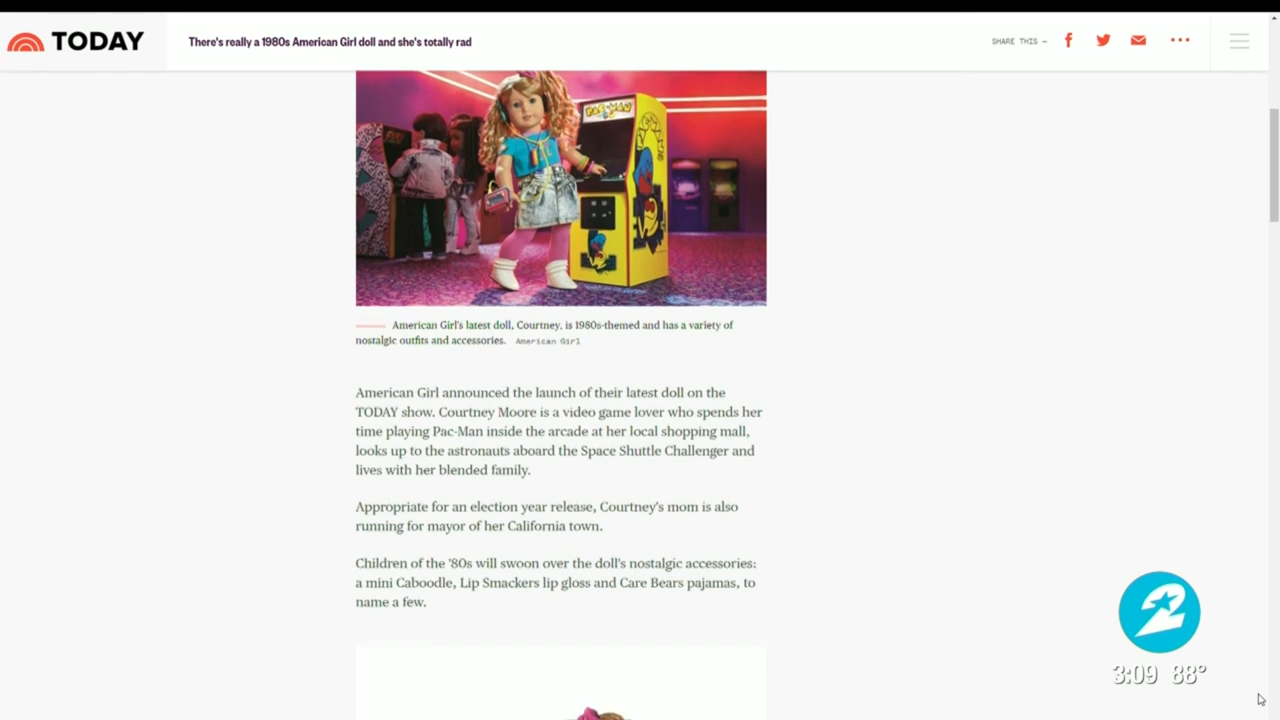 TODAY
There's really a 1980s American Girl doll and she's totally rad
SHARE THIS —
PAC-MAN
American Girl's latest doll, Courtney, is 1980s-themed and has a variety of
nostalgic outfits and accessories. American Girl
American Girl announced the launch of their latest doll on the
TODAY show. Courtney Moore is a video game lover who spends her
time playing Pac-Man inside the arcade at her local shopping mall,
looks up to the astronauts aboard the Space Shuttle Challenger and
lives with her blended family.
Appropriate for an election year release, Courtney's mom is also
running for mayor of her California town.
Children of the '80s will swoon over the doll's nostalgic accessories:
a mini Caboodle, Lip Smackers lip gloss and Care Bears pajamas, to
name a few.
2
3:09 88°